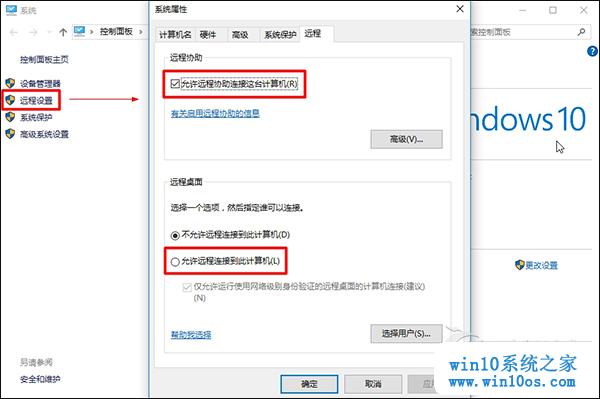 系统
控制面板
搜索控制面板
控制面板主页
设备管理器
远程设置
系统保护
高级系统设置
另请参阅
安全和维护
系统属性
计算机名
硬件
高级
系统保护
远程
远程协助
允许远程协助连接这台计算机(R)
有关启用远程协助的信息
高级(V)...
远程桌面
选择一个选项，然后指定谁可以连接。
不允许远程连接到此计算机(D)
允许远程连接到此计算机(L)
仅允许运行使用网络级别身份验证的远程桌面的计算机连接(建议)
(N)
帮助我选择
选择用户(S)...
确定
取消
ndows 10
更改设置
win10系统之家
www.win10os.com